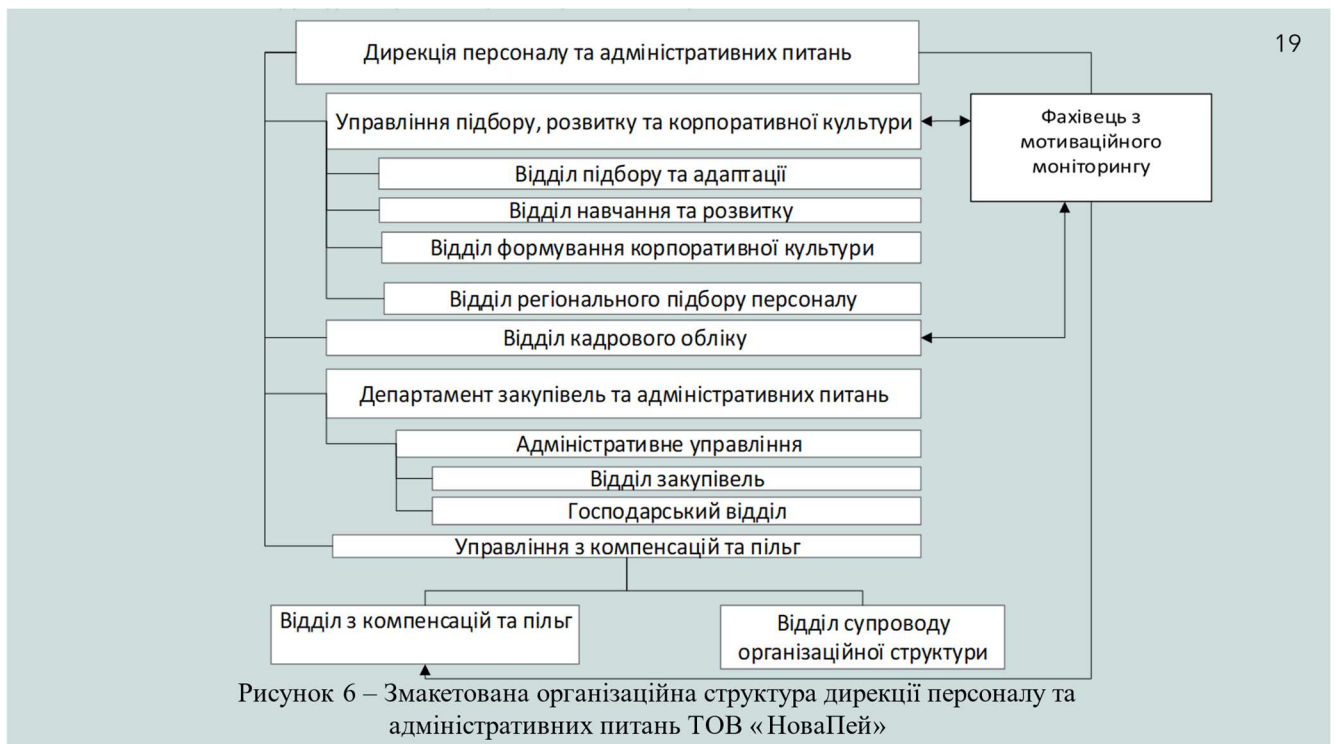 19
Дирекція персоналу та адміністративних питань
Управління підбору, розвитку та корпоративної культури
Фахівець з
мотиваційного
моніторингу
Відділ підбору та адаптації
Відділ навчання та розвитку
Відділ формування корпоративної культури
Відділ регіонального підбору персоналу
Відділ кадрового обліку
Департамент закупівель та адміністративних питань
Адміністративне управління
Відділ закупівель
Господарський відділ
Управління з компенсацій та пільг
Відділ з компенсацій та пільг
Відділ супроводу
організаційної структури
Рисунок 6 – Змакетована організаційна структура дирекції персоналу та
адміністративних питань ТОВ «НоваПей»